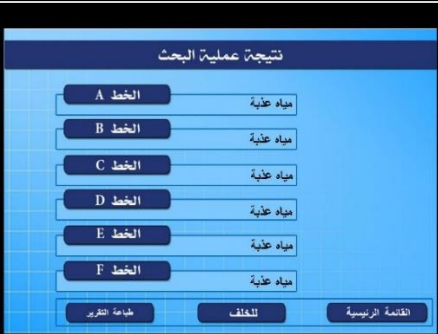 نتيجة عملية البحث
الخط A
مياه عذبة
الخط B
مياه عذبة
الخط C
مياه عذبة
الخط D
مياه عذبة
الخط E
مياه عذبة
الخط F
مياه عذبة
القائمة الرئيسية
للخلف
طباعة التقرير